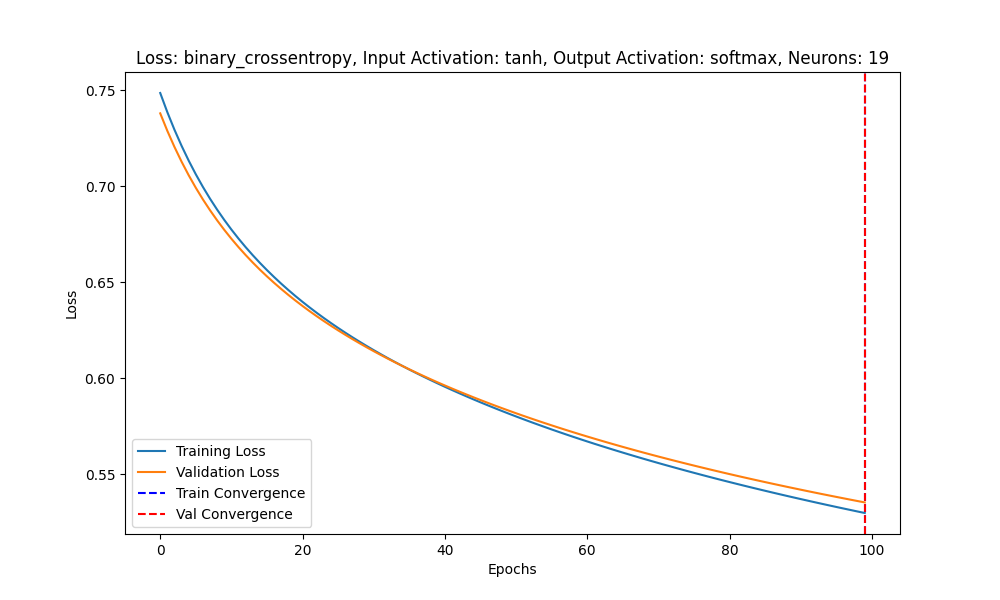 Loss: binary_crossentropy, Input Activation: tanh, Output Activation: softmax, Neurons: 19
0.75
0.70
0.65
0.60
0.55
Loss
Training Loss
Validation Loss
Train Convergence
Val Convergence
0 20 40 60 80 100
Epochs